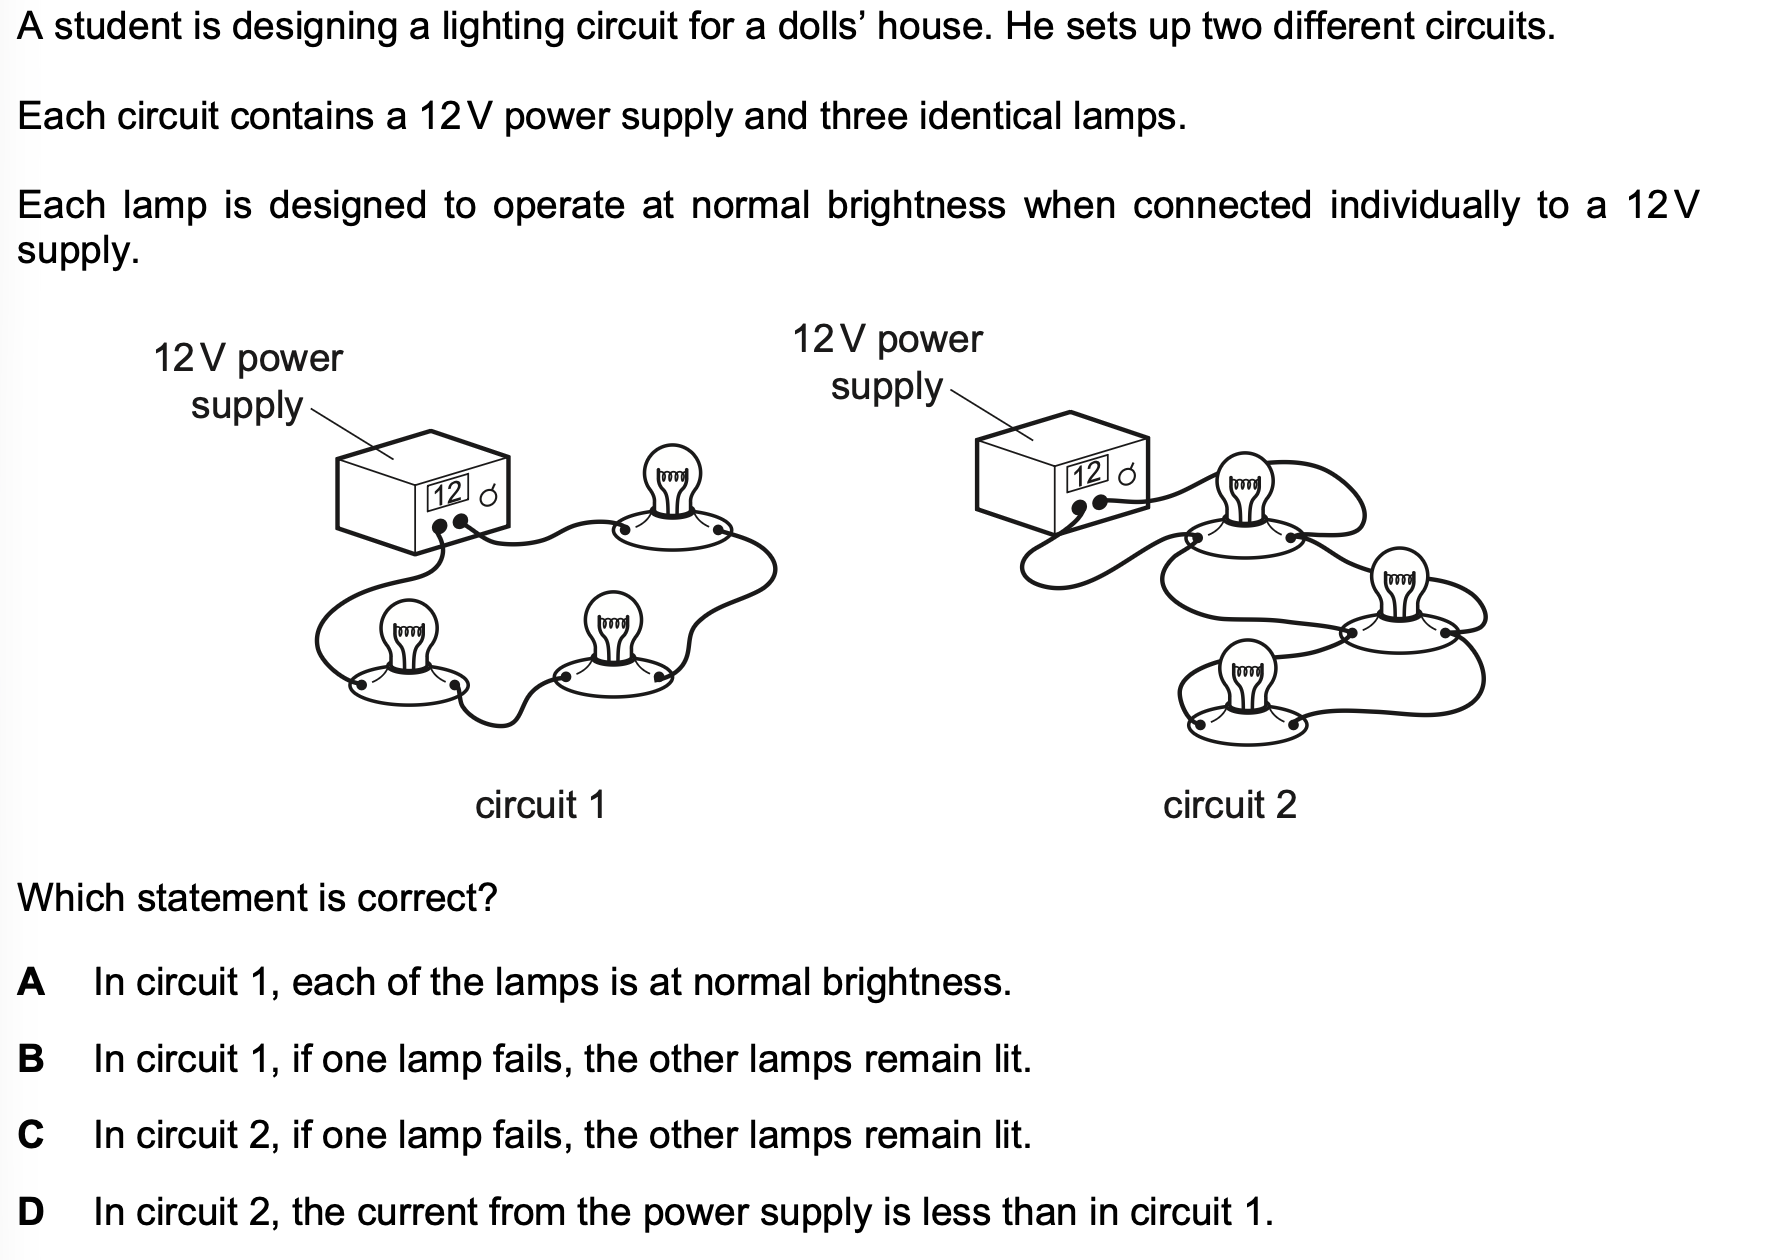 A student is designing a lighting circuit for a dolls’ house. He sets up two different circuits.
Each circuit contains a 12 V power supply and three identical lamps.
Each lamp is designed to operate at normal brightness when connected individually to a 12 V
supply.
12 V power
supply
12
circuit 1
12 V power
supply
12
circuit 2
Which statement is correct?
A In circuit 1, each of the lamps is at normal brightness.
B In circuit 1, if one lamp fails, the other lamps remain lit.
C In circuit 2, if one lamp fails, the other lamps remain lit.
D In circuit 2, the current from the power supply is less than in circuit 1.